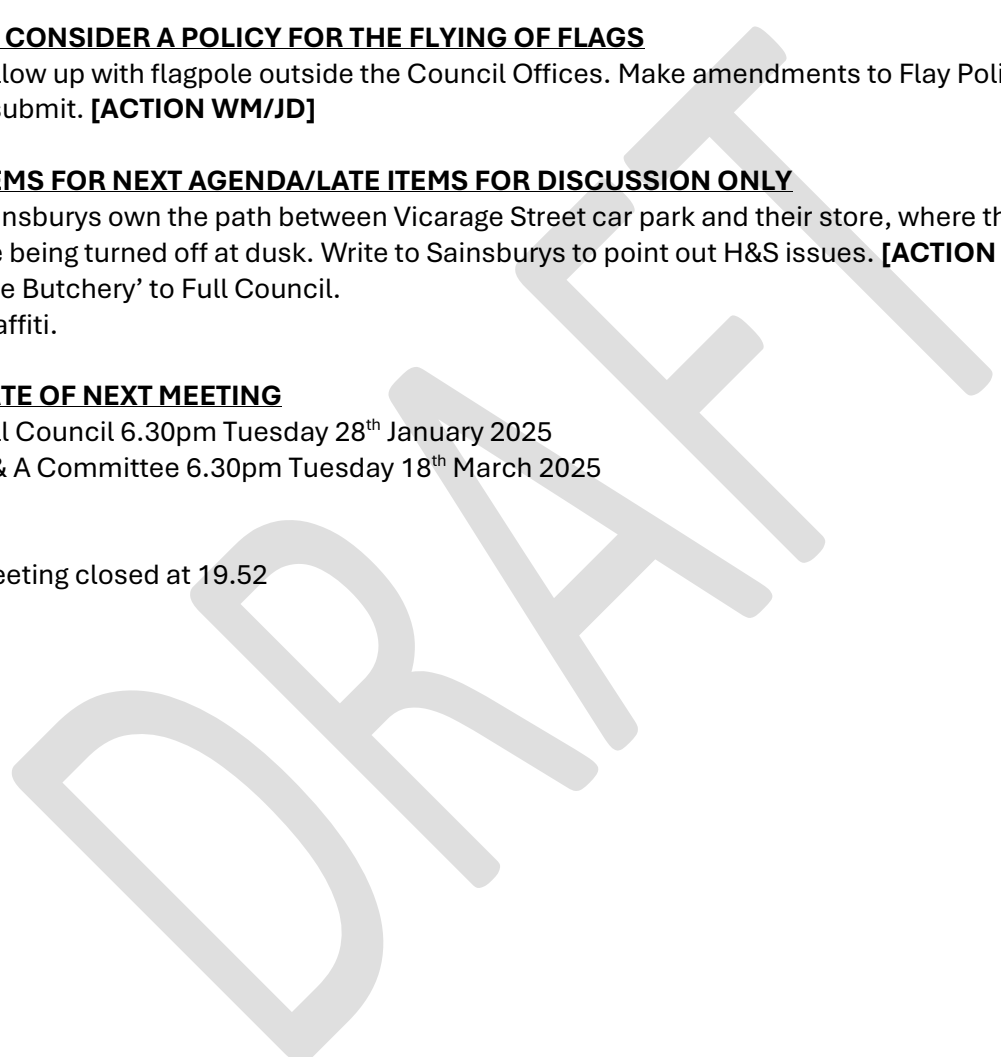 CONSIDER A POLICY FOR THE FLYING OF FLAGS
llow up with flagpole outside the Council Offices. Make amendments to Flay Poli
submit. [ACTION WM/JD]
EMS FOR NEXT AGENDA/LATE ITEMS FOR DISCUSSION ONLY
insburys own the path between Vicarage Street car park and their store, where th
e being turned off at dusk. Write to Sainsburys to point out H&S issues. [ACTION
e Butchery’ to Full Council.
affiti.
ATE OF NEXT MEETING
l Council 6.30pm Tuesday 28th January 2025
& A Committee 6.30pm Tuesday 18th March 2025
eeting closed at 19.52
DRAFT